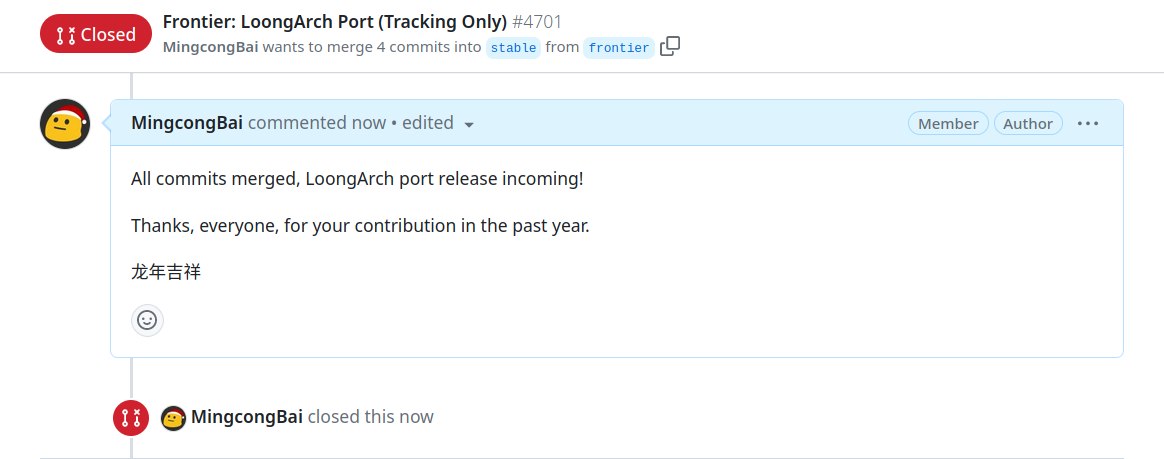 Closed
Frontier: LoongArch Port (Tracking Only) #4701
MingcongBai wants to merge 4 commits into stable from frontier
MingcongBai commented now • edited
Member
Author
All commits merged, LoongArch port release incoming!
Thanks, everyone, for your contribution in the past year.
龙年吉祥
MingcongBai closed this now